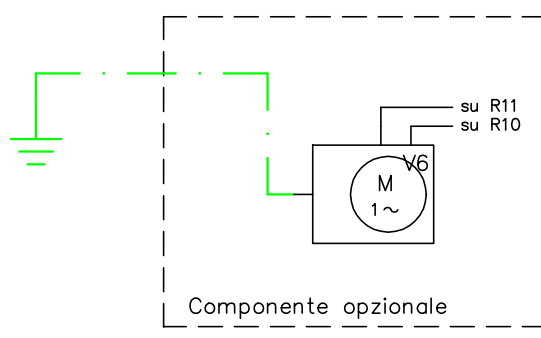 su R11
su R10
V6
M
1~
Componente opzionale